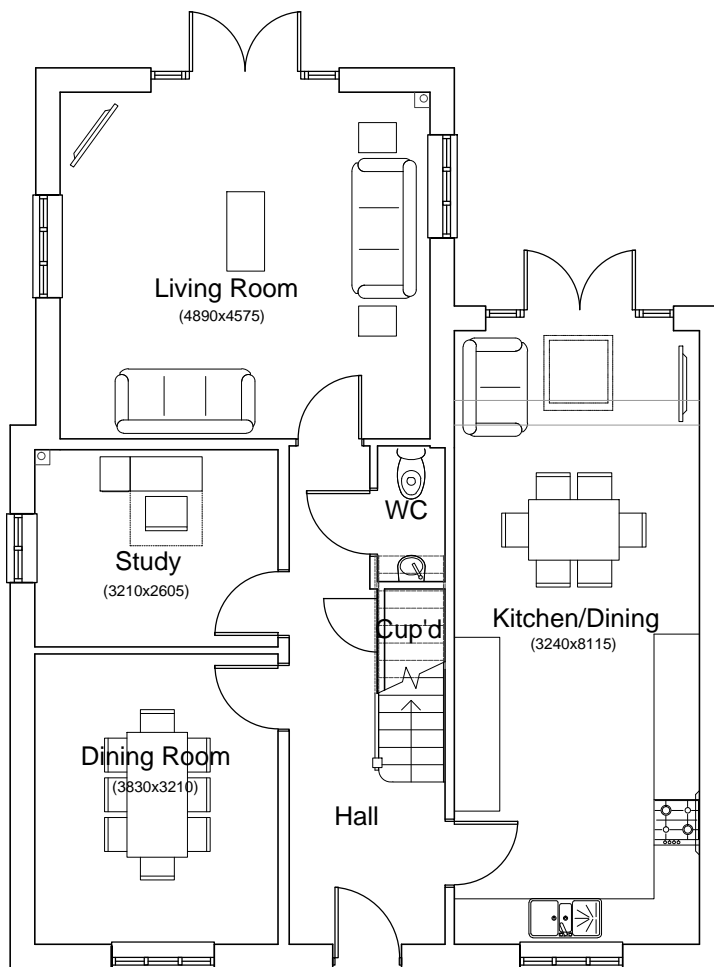 Living Room
(4890x4575)
WC
Study
(3210x2605)
Cup'd
Kitchen/Dining
(3240x8115)
Dining Room
(3830x3210)
Hall